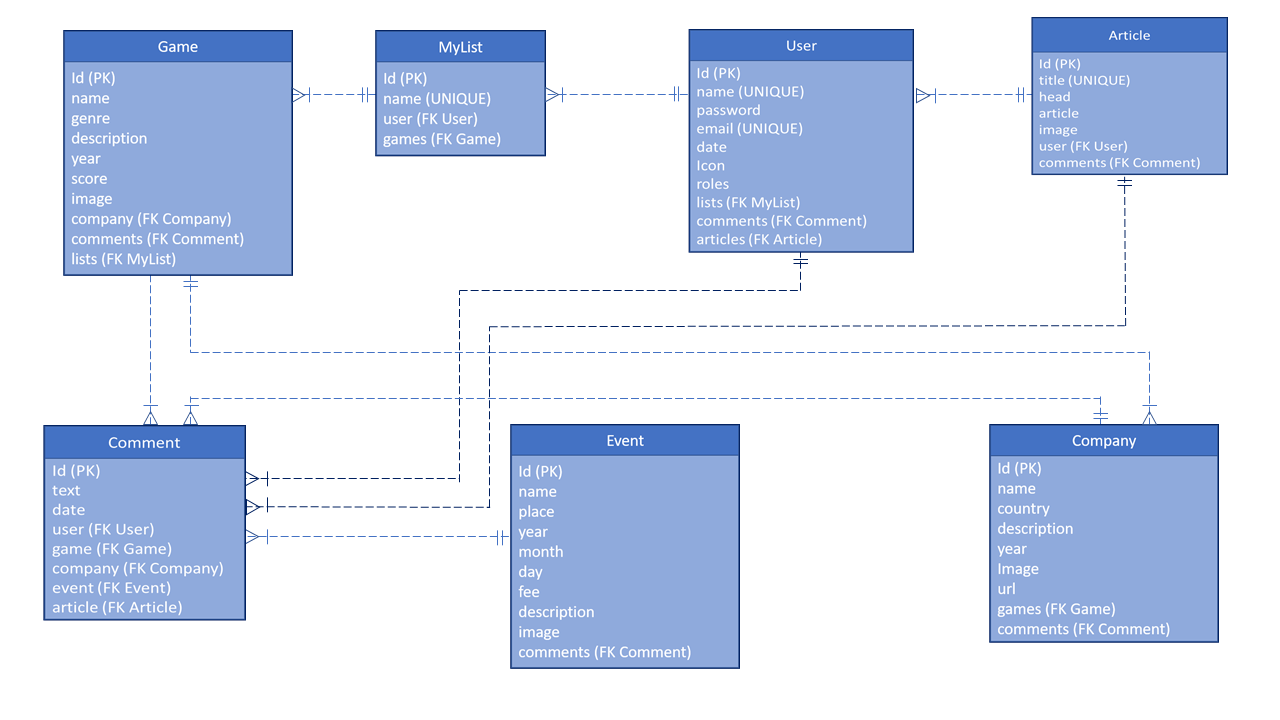 Game
Id (PK)
name
genre
description
year
score
image
company (FK Company)
comments (FK Comment)
lists (FK MyList)
MyList
Id (PK)
name (UNIQUE)
user (FK User)
games (FK Game)
User
Id (PK)
name (UNIQUE)
password
email (UNIQUE)
date
Icon
roles
lists (FK MyList)
comments (FK Comment)
articles (FK Article)
Article
Id (PK)
title (UNIQUE)
head
article
image
user (FK User)
comments (FK Comment)
Comment
Id (PK)
text
date
user (FK User)
game (FK Game)
company (FK Company)
event (FK Event)
article (FK Article)
Event
Id (PK)
name
place
year
month
day
fee
description
image
comments (FK Comment)
Company
Id (PK)
name
country
description
year
Image
url
games (FK Game)
comments (FK Comment)